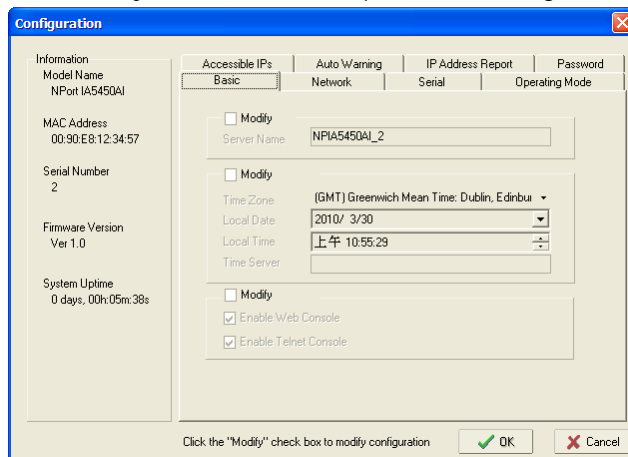 Configuration
Information
Model Name
NPort IA5450AI
MAC Address
00:90:E8:12:34:57
Serial Number
2
Firmware Version
Ver 1.0
System Uptime
0 days, 00h:05m:38s
Accessible IPs Auto Warning IP Address Report Password
Basic Network Serial Operating Mode
Modify
Server Name NPIA5450AI_2
Modify
Time Zone (GMT) Greenwich Mean Time: Dublin, Edinbu
Local Date 2010/ 3/30
Local Time 上午 10:55:29
Time Server
Modify
Enable Web Console
Enable Telnet Console
Click the "Modify" check box to modify configuration OK Cancel